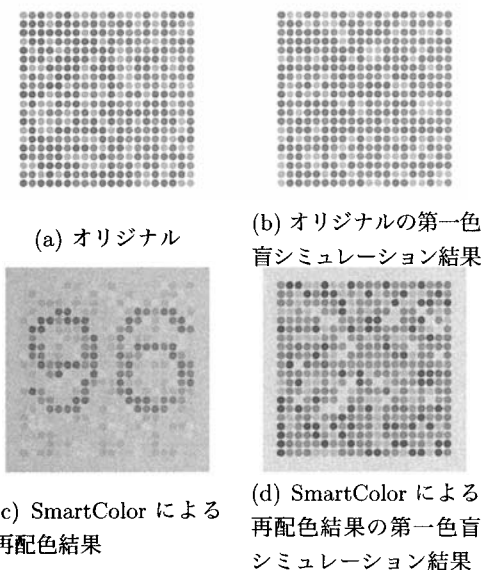 (a) オリジナル
(b) オリジナルの第一色
盲シミュレーション結果
96
c) SmartColor による
再配色結果
(d) SmartColor による
再配色結果の第一色盲
シミュレーション結果